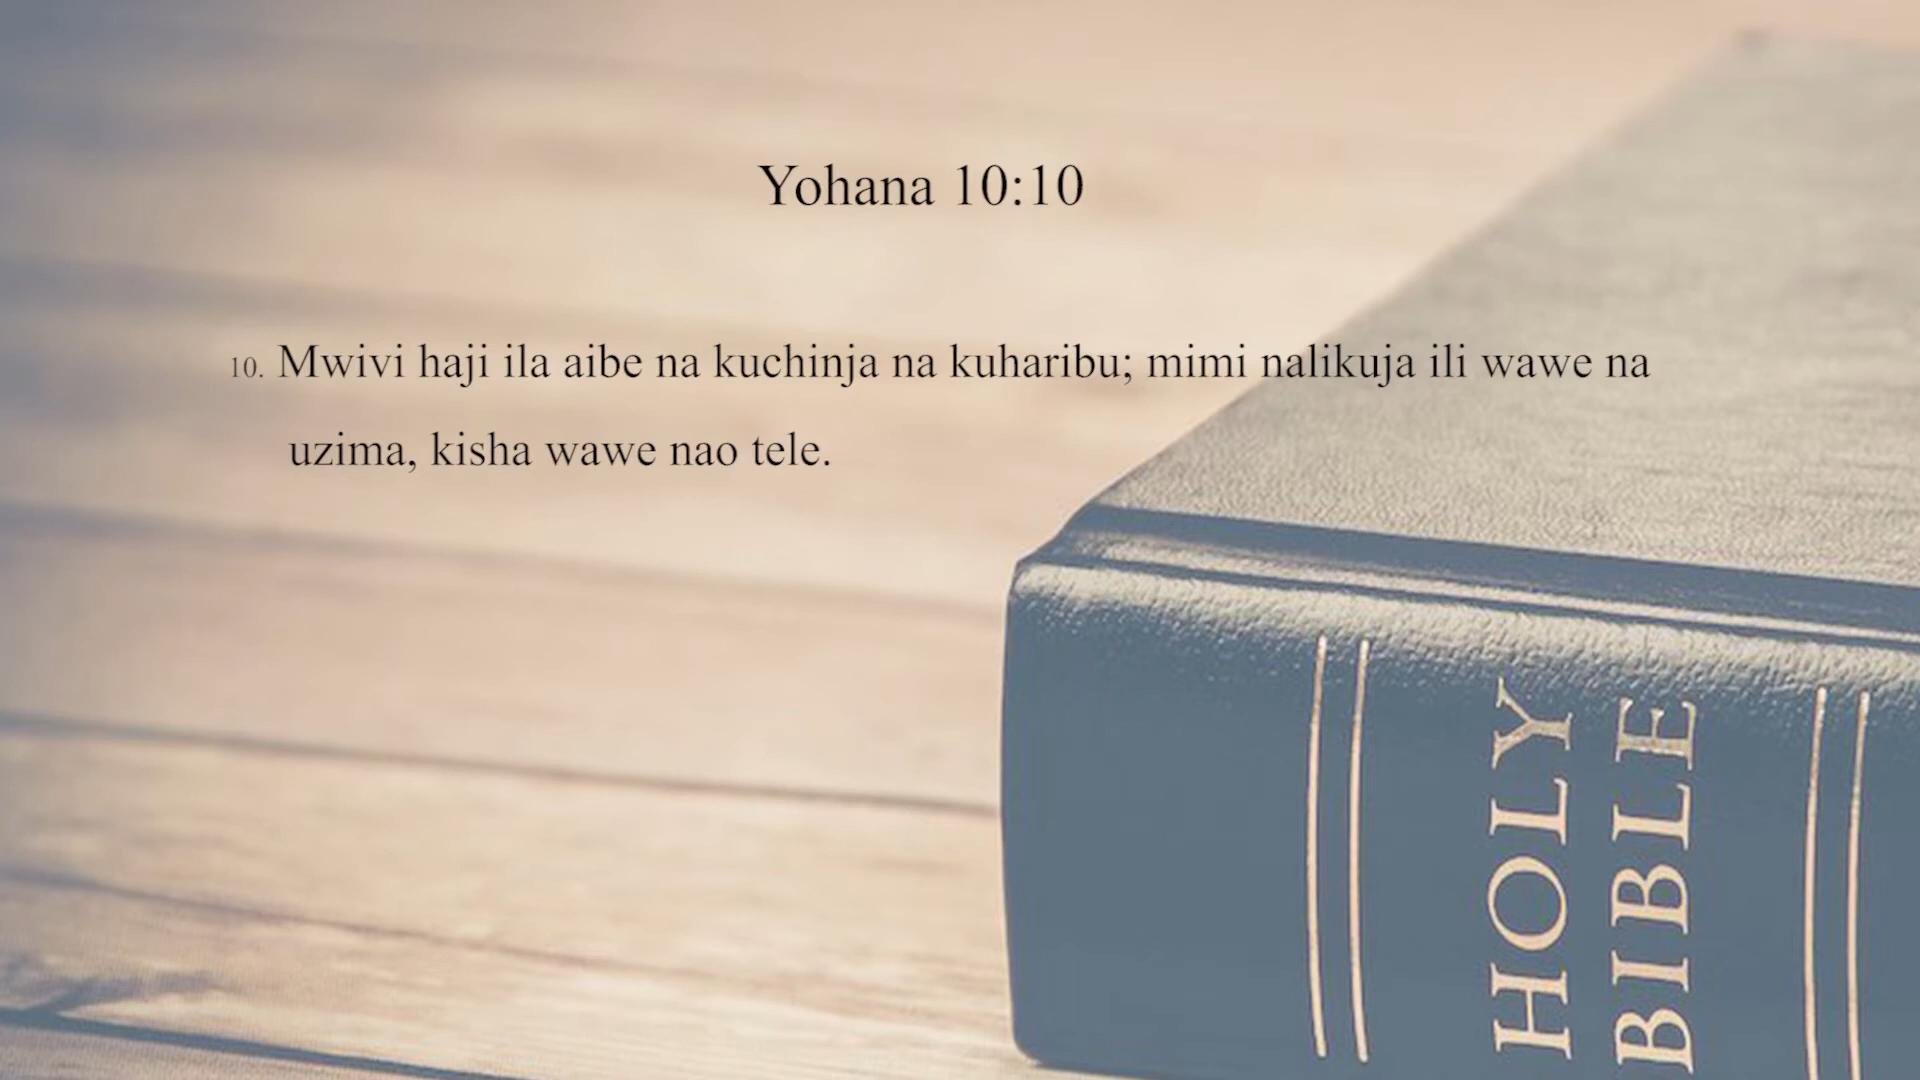 Yohana 10:10
10. Mwivi haji ila aibe na kuchinja na kuharibu; mimi nalikuja ili wawe na
uzima, kisha wawe nao tele.
HOLY
BIBLE